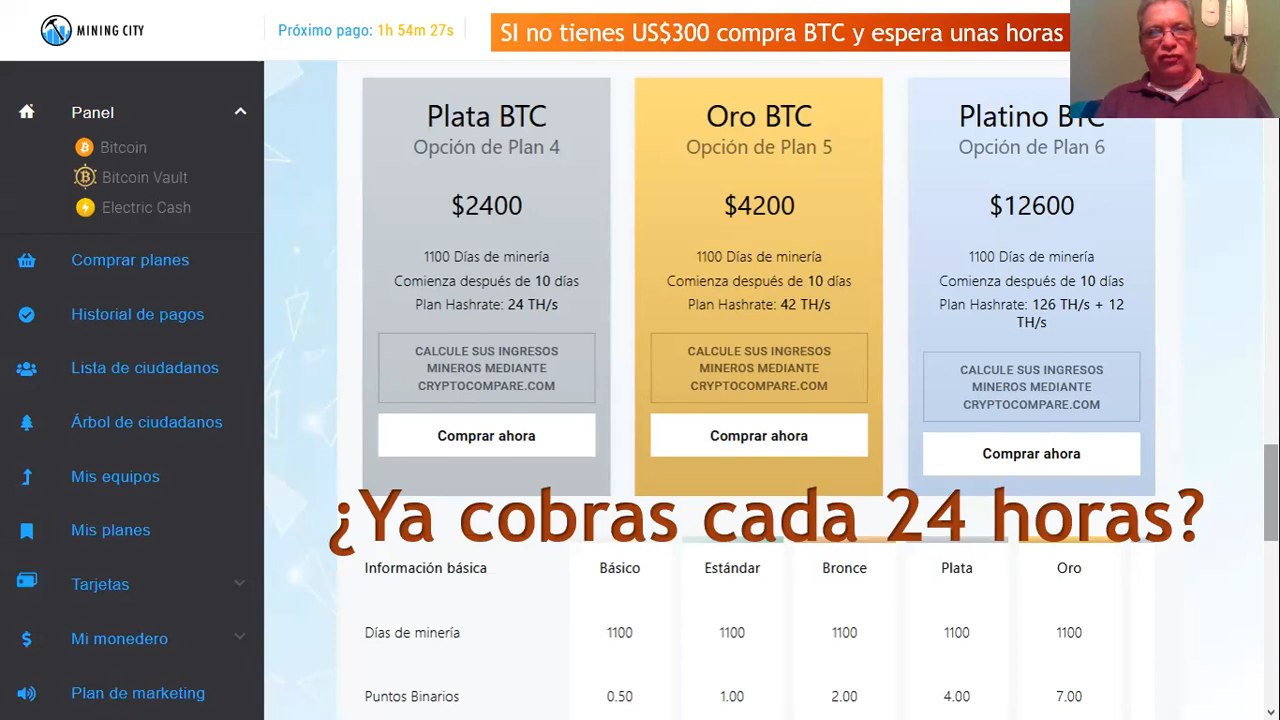 MINING CITY
Próximo pago: 1h 54m 27s
SI no tienes US$300 compra BTC y espera unas horas
Panel
Bitcoin
Bitcoin Vault
Electric Cash
Comprar planes
Historial de pagos
Lista de ciudadanos
Árbol de ciudadanos
Mis equipos
Mis planes
Tarjetas
Mi monedero
Plan de marketing
Plata BTC
Opción de Plan 4
$2400
1100 Días de minería
Comienza después de 10 días
Plan Hashrate: 24 TH/s
CALCULE SUS INGRESOS
MINEROS MEDIANTE
CRYPTOCOMPARE.COM
Comprar ahora
Oro BTC
Opción de Plan 5
$4200
1100 Días de minería
Comienza después de 10 días
Plan Hashrate: 42 TH/s
CALCULE SUS INGRESOS
MINEROS MEDIANTE
CRYPTOCOMPARE.COM
Comprar ahora
Platino BTC
Opción de Plan 6
$12600
1100 Días de minería
Comienza después de 10 días
Plan Hashrate: 126 TH/s + 12
TH/s
CALCULE SUS INGRESOS
MINEROS MEDIANTE
CRYPTOCOMPARE.COM
Comprar ahora
¿Ya cobras cada 24 horas?
Información básica Básico Estándar Bronce Plata Oro
Días de minería 1100 1100 1100 1100 1100
Puntos Binarios 0.50 1.00 2.00 4.00 7.00